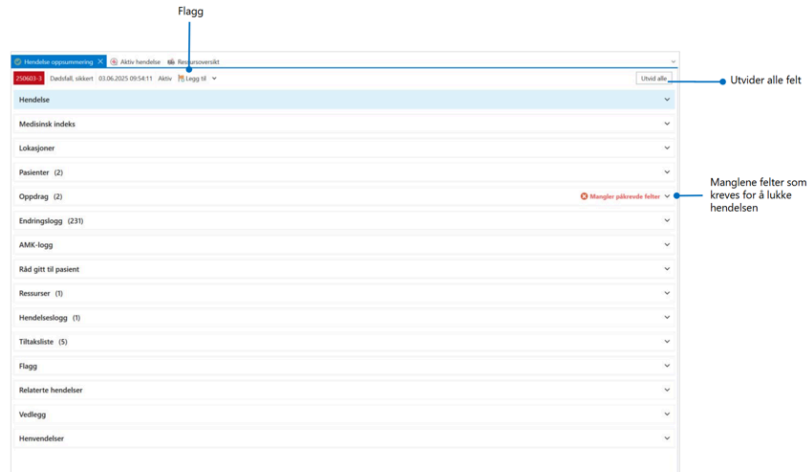 Flagg
Hendelse oppsummering Aktiv hendelse Ressursoversikt
250603-3 Dødsfall, sikkert 03.06.2025 09:54:11 Aktiv Legg til Utvid alle
Utvider alle felt
Hendelse
Medisinsk indeks
Lokasjoner
Pasienter (2)
Oppdrag (2) Mangler påkrevde felter
Manglene felter som
kreves for å lukke
hendelsen
Endringslogg (231)
AMK-logg
Råd gitt til pasient
Ressurser (1)
Hendelseslogg (1)
Tiltaksliste (5)
Flagg
Relaterte hendelser
Vedlegg
Henvendelser